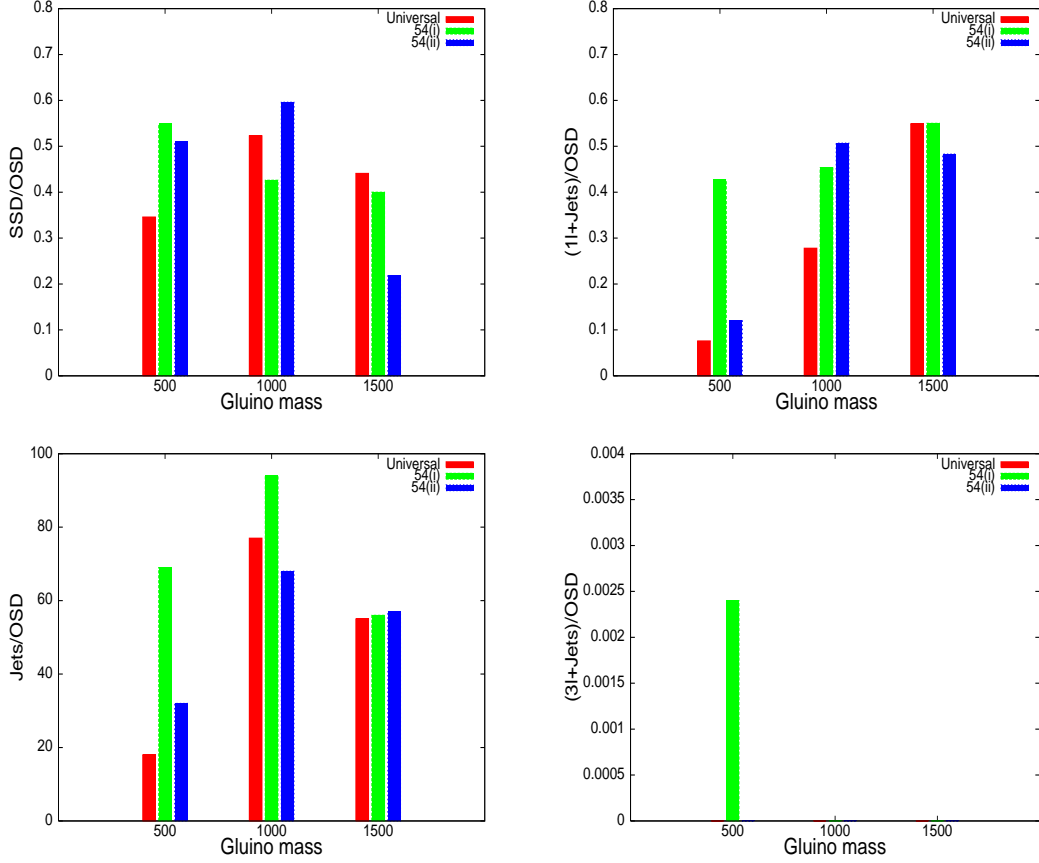 0.8
0.7
0.6
0.5
0.4
0.3
0.2
0.1
0
SSD/OSD
Universal
54(i)
54(ii)
500 1000 1500
Gluino mass
0.8
0.7
0.6
0.5
0.4
0.3
0.2
0.1
0
(1l+Jets)/OSD
Universal
54(i)
54(ii)
500 1000 1500
Gluino mass
100
80
60
40
20
0
Jets/OSD
Universal
54(i)
54(ii)
500 1000 1500
Gluino mass
0.004
0.0035
0.003
0.0025
0.002
0.0015
0.001
0.0005
0
(3l+Jets)/OSD
Universal
54(i)
54(ii)
500 1000 1500
Gluino mass